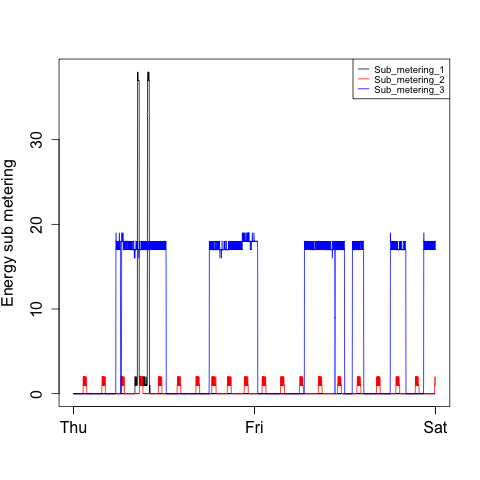 Sub_metering_1
Sub_metering_2
Sub_metering_3
Energy sub metering
30
20
10
0
Thu Fri Sat